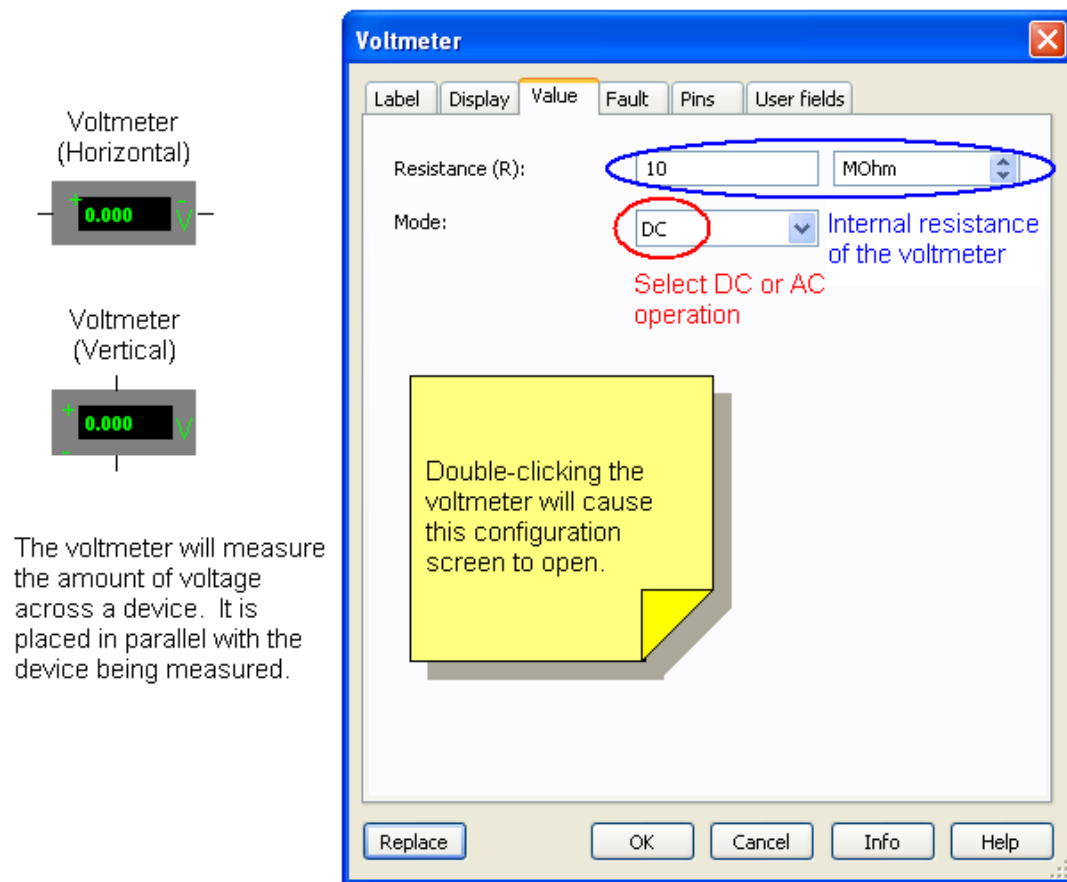 Voltmeter
(Horizontal)
+ 0.000 - V
Voltmeter
(Vertical)
+ 0.000 V
-
The voltmeter will measure
the amount of voltage
across a device. It is
placed in parallel with the
device being measured.
Voltmeter
Label Display Value Fault Pins User fields
Resistance (R): 10 MOhm
Mode: DC
Internal resistance
of the voltmeter
Select DC or AC
operation
Double-clicking the
voltmeter will cause
this configuration
screen to open.
Replace OK Cancel Info Help